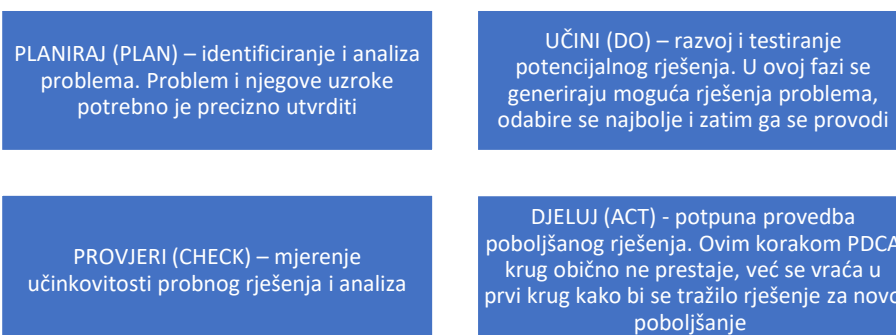 PLANIRAJ (PLAN) – identificiranje i analiza
problema. Problem i njegove uzroke
potrebno je precizno utvrditi
UČINI (DO) – razvoj i testiranje
potencijalnog rješenja. U ovoj fazi se
generiraju moguća rješenja problema,
odabire se najbolje i zatim ga se provodi
PROVJERI (CHECK) – mjerenje
učinkovitosti probnog rješenja i analiza
DJELUJ (ACT) - potpuna provedba
poboljšanog rješenja. Ovim korakom PDCA
krug obično ne prestaje, već se vraća u
prvi krug kako bi se tražilo rješenje za novo
poboljšanje